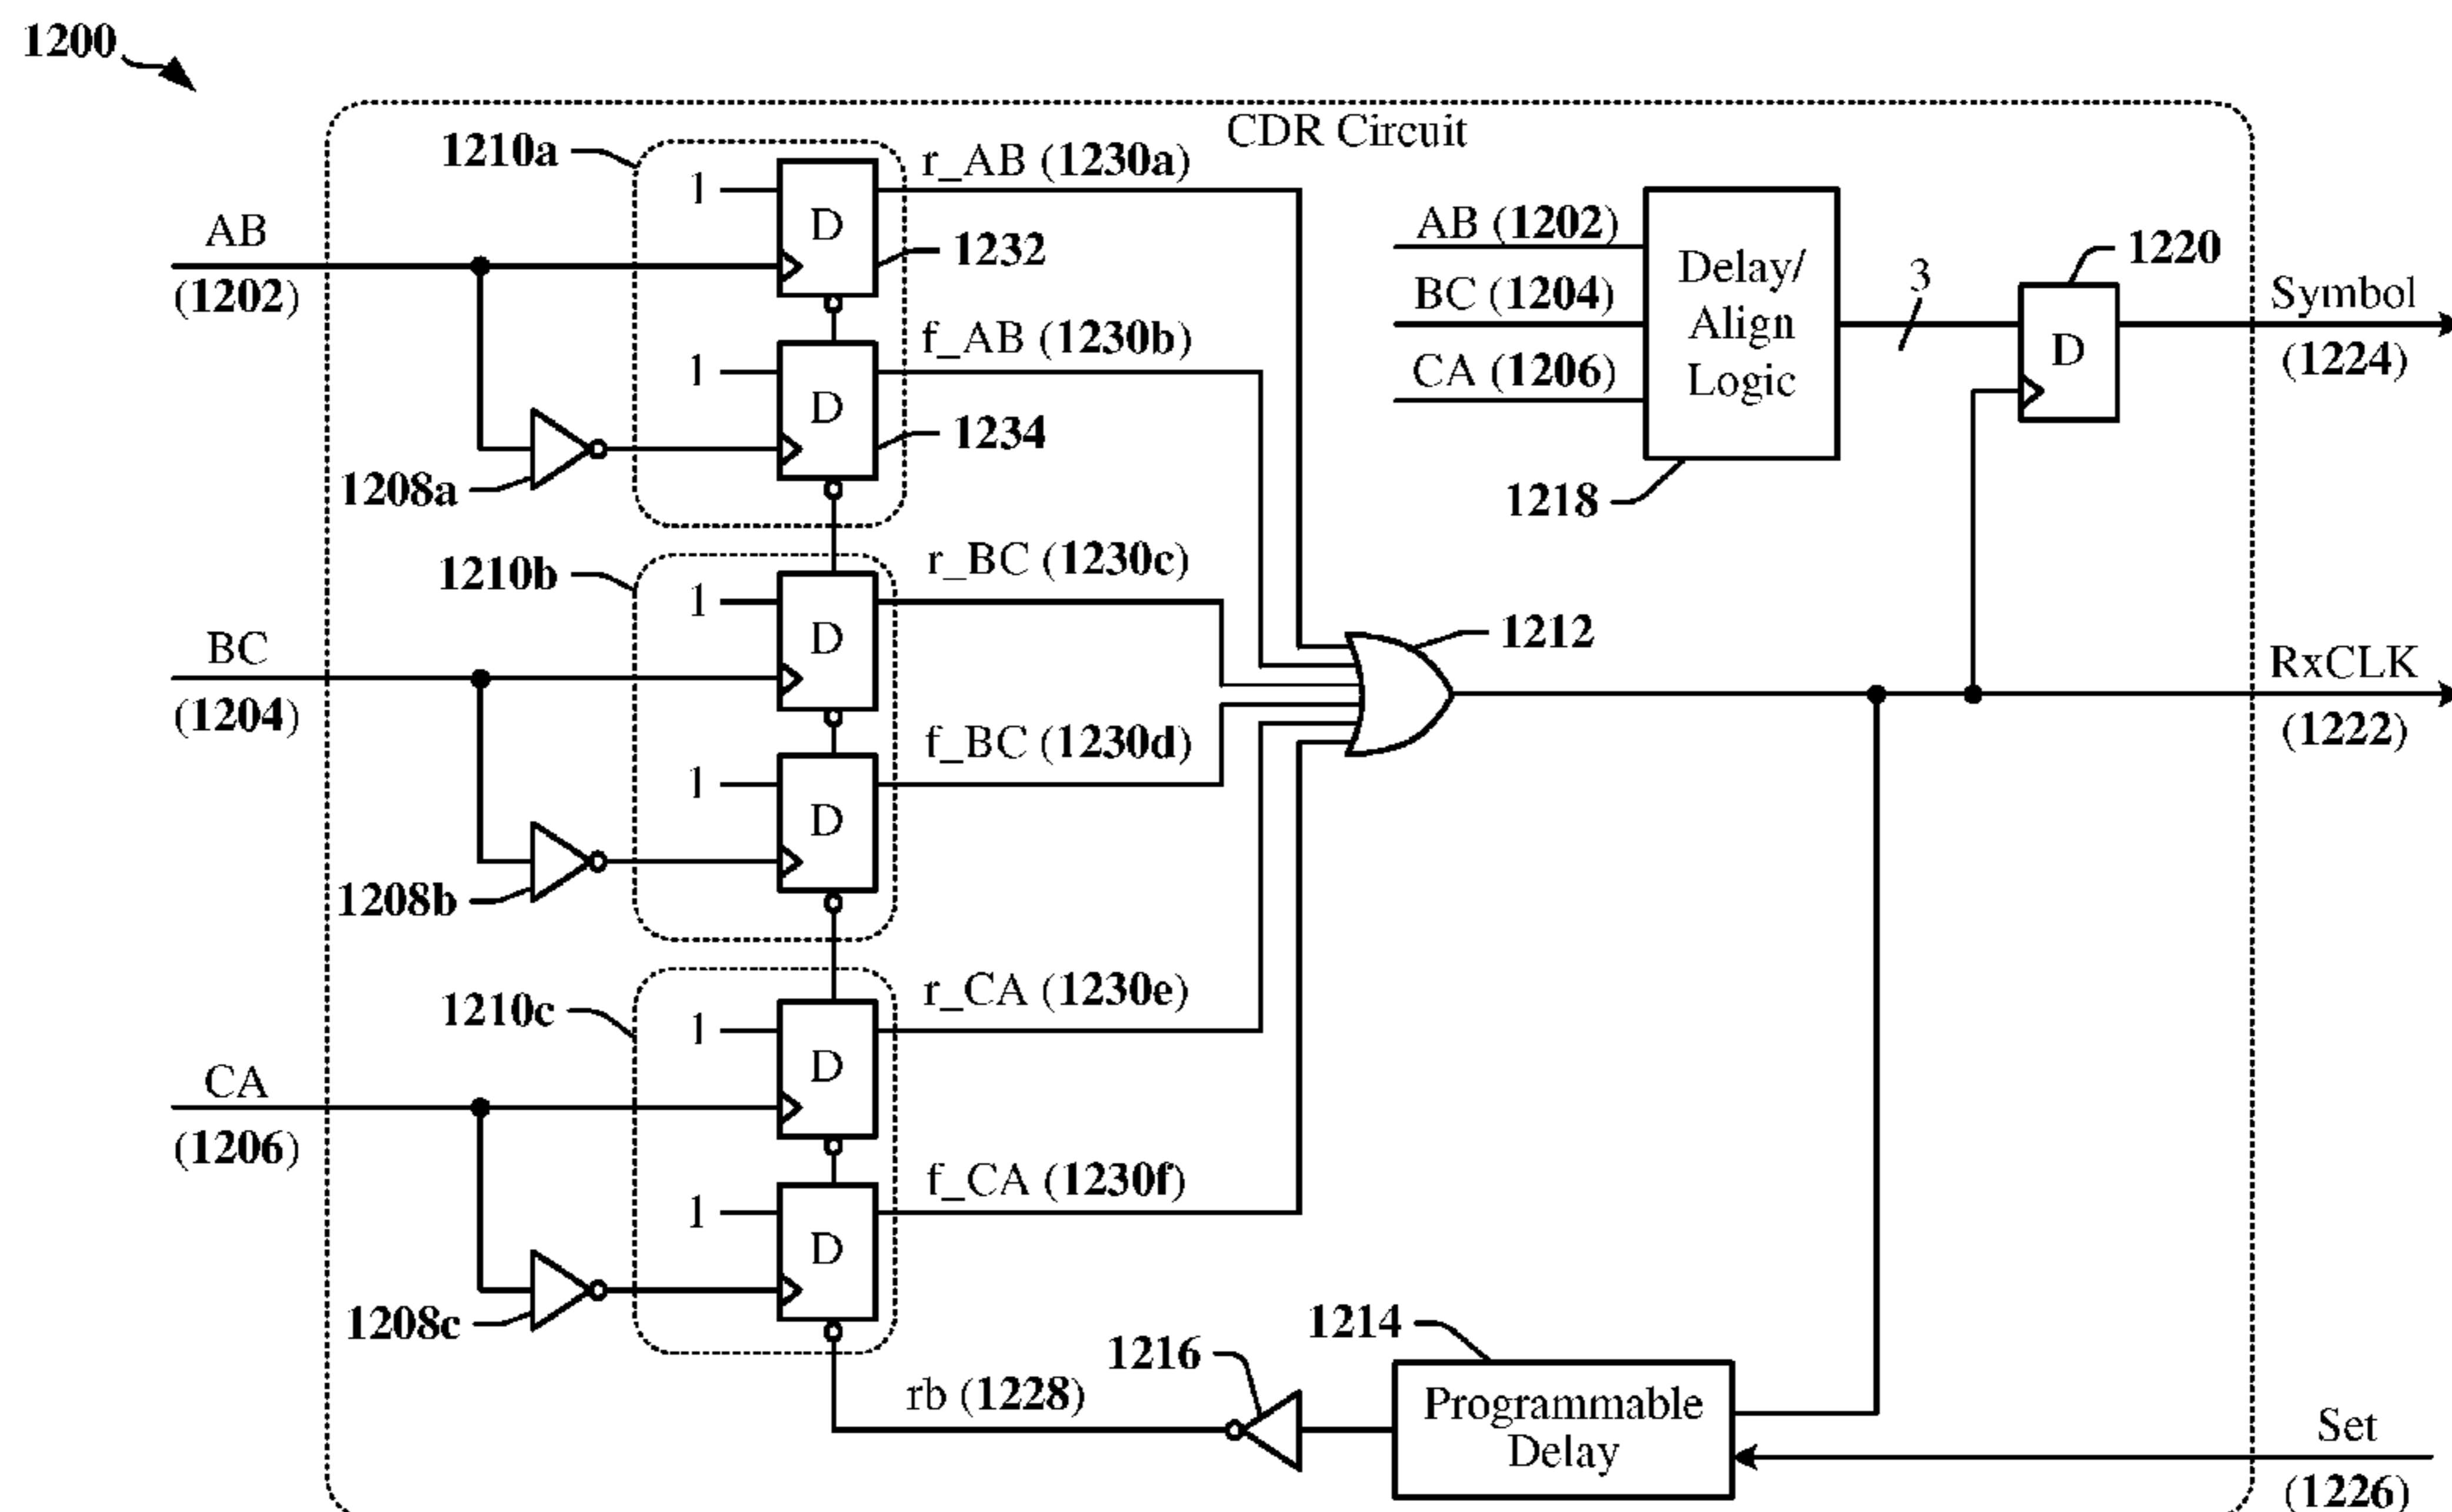 1200
CDR Circuit
1210a
1
D
r_AB (1230a)
1232
AB
(1202)
1
D
f_AB (1230b)
1234
1208a
AB (1202)
BC (1204)
CA (1206)
Delay/
Align
Logic
1218
3
D
1220
Symbol
(1224)
1210b
1
D
r_BC (1230c)
BC
(1204)
1
D
f_BC (1230d)
1208b
1212
RxCLK
(1222)
1210c
1
D
r_CA (1230e)
CA
(1206)
1
D
f_CA (1230f)
1208c
rb (1228)
1216
1214
Programmable
Delay
Set
(1226)